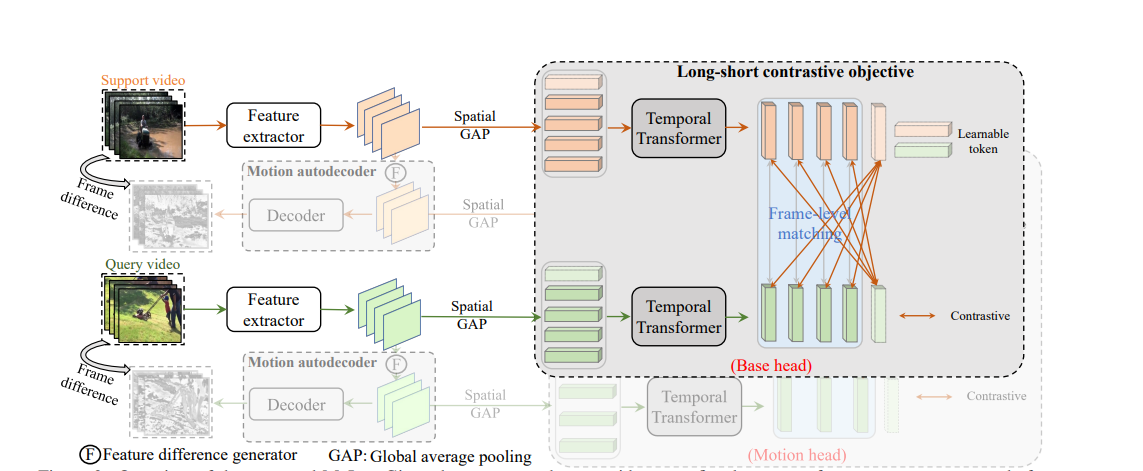 Long-short contrastive objective
Support video
Feature
extractor
Spatial
GAP
Temporal
Transformer
Learnable
token
Motion autodecoder
F
Frame
difference
Decoder
Spatial
GAP
Frame-level
matching
Query video
Feature
extractor
Spatial
GAP
Temporal
Transformer
Contrastive
(Base head)
Motion autodecoder
F
Frame
difference
Decoder
Spatial
GAP
Temporal
Transformer
Contrastive
(Motion head)
F Feature difference generator
GAP: Global average pooling